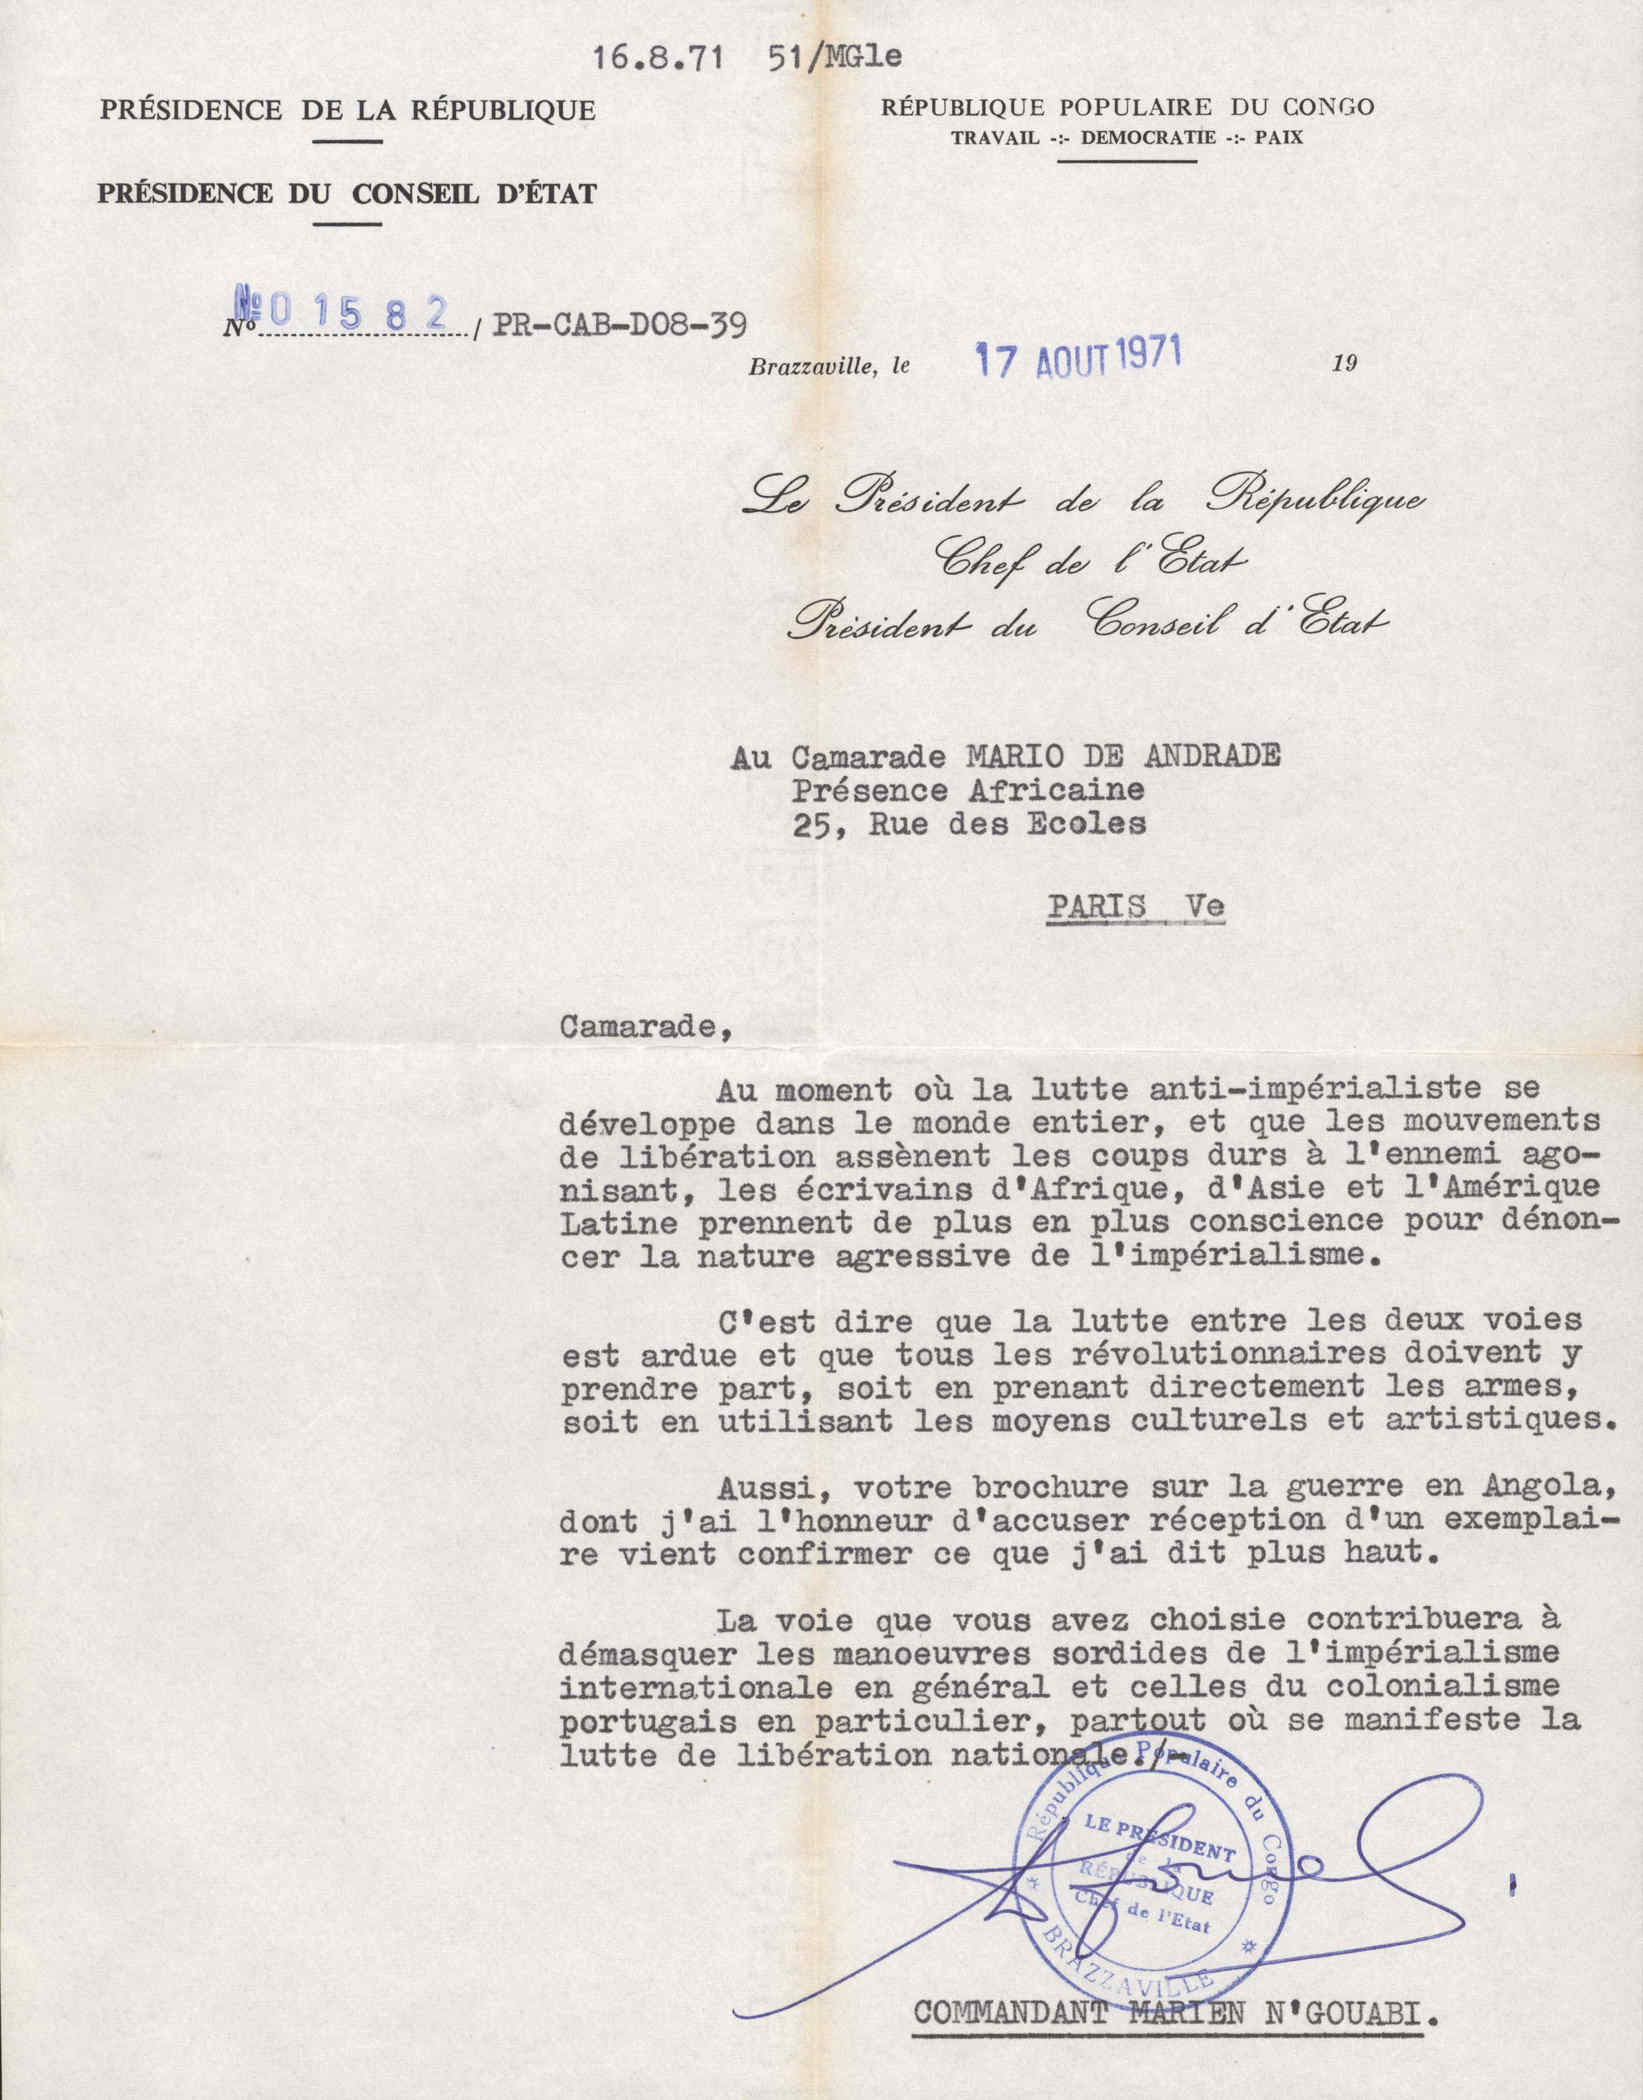 16.8.71 51/MGle
PRÉSIDENCE DE LA RÉPUBLIQUE
PRÉSIDENCE DU CONSEIL D'ÉTAT
RÉPUBLIQUE POPULAIRE DU CONGO
TRAVAIL -:- DEMOCRATIE -:- PAIX
Nº 01582
Nº / PR-CAB-D08-39
Brazzaville, le 17 AOUT 1971 19
Le Président de la République
Chef de l'Etat
Président du Conseil d'Etat
Au Camarade MARIO DE ANDRADE
Présence Africaine
25, Rue des Ecoles
PARIS Ve
Camarade,
Au moment où la lutte anti-impérialiste se
développe dans le monde entier, et que les mouvements
de libération assènent les coups durs à l'ennemi ago-
nisant, les écrivains d'Afrique, d'Asie et l'Amérique
Latine prennent de plus en plus conscience pour dénon-
cer la nature agressive de l'impérialisme.
C'est dire que la lutte entre les deux voies
est ardue et que tous les révolutionnaires doivent y
prendre part, soit en prenant directement les armes,
soit en utilisant les moyens culturels et artistiques.
Aussi, votre brochure sur la guerre en Angola,
dont j'ai l'honneur d'accuser réception d'un exemplai-
re vient confirmer ce que j'ai dit plus haut.
La voie que vous avez choisie contribuera à
démasquer les manoeuvres sordides de l'impérialisme
internationale en général et celles du colonialisme
portugais en particulier, partout où se manifeste la
lutte de libération nationale./-
République Populaire du Congo
LE PRÉSIDENT
de la
RÉPUBLIQUE
Chef de l'Etat
* BRAZZAVILLE *
COMMANDANT MARIEN N'GOUABI.